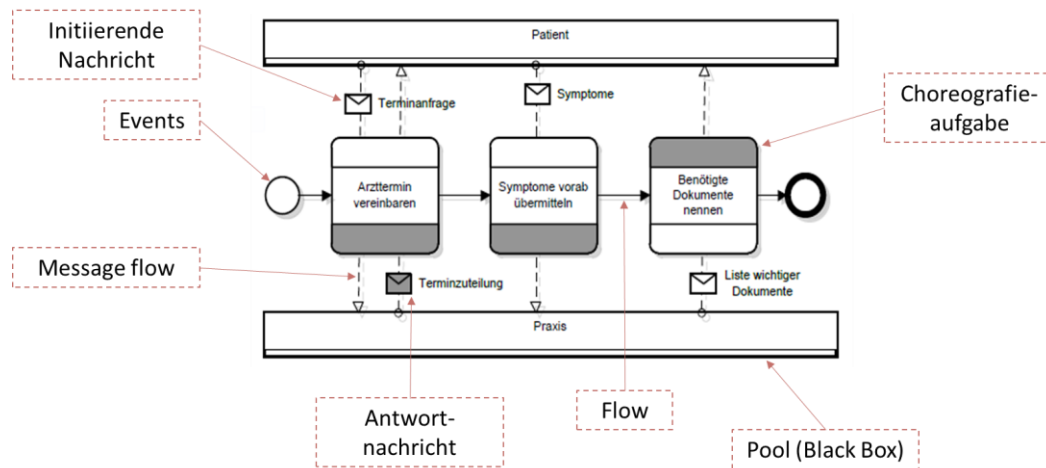 Initiierende
Nachricht
Patient
Terminanfrage
Symptome
Choreografie-
aufgabe
Events
Arzttermin
vereinbaren
Symptome vorab
übermitteln
Benötigte
Dokumente
nennen
Message flow
Terminzuteilung
Liste wichtiger
Dokumente
Praxis
Antwort-
nachricht
Flow
Pool (Black Box)